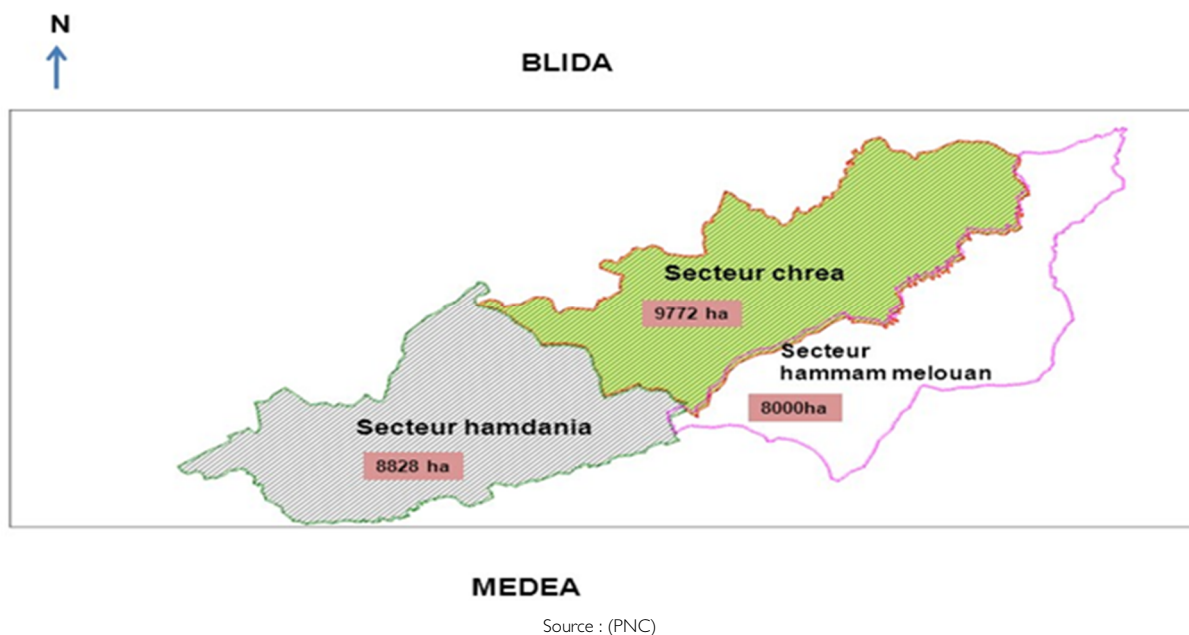 N
BLIDA
Secteur chrea
9772 ha
Secteur
hammam melouan
8000ha
Secteur hamdania
8828 ha
MEDEA
Source : (PNC)